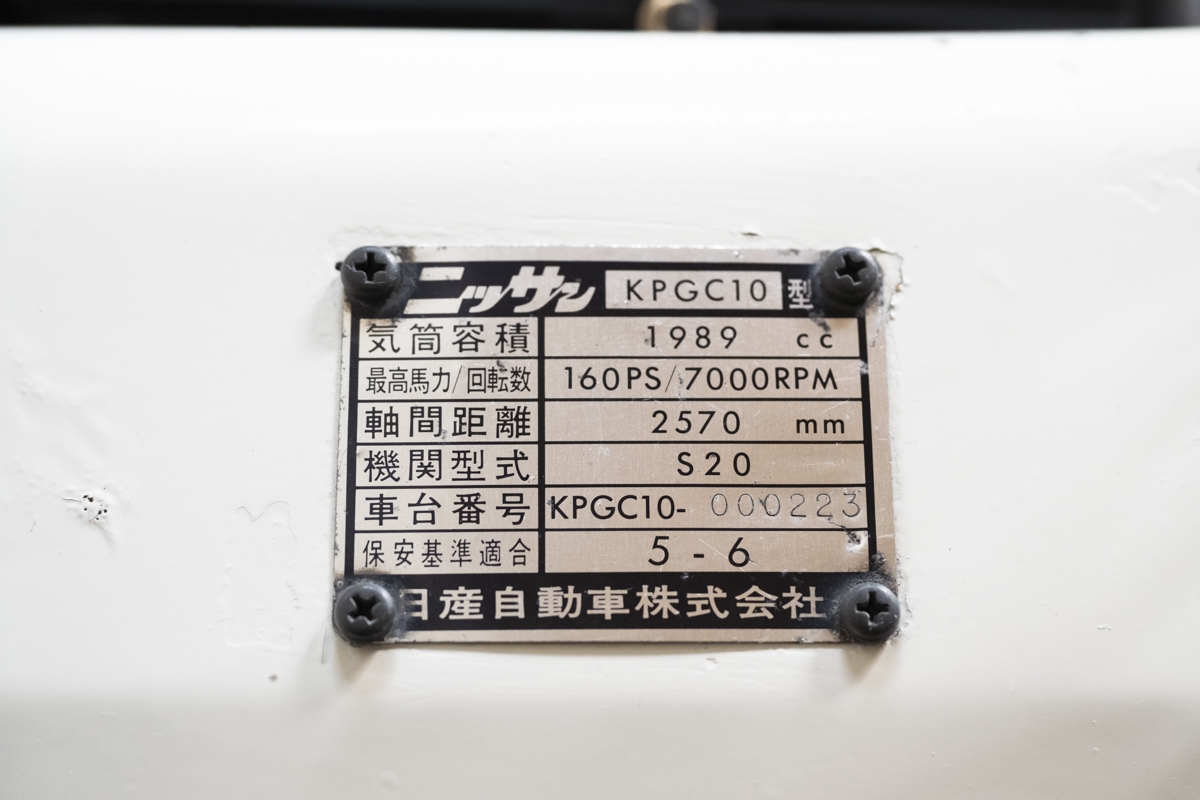 ニッサン KPGC10 型
気筒容積 1989 cc
最高馬力/回転数 160PS/7000RPM
軸間距離 2570 mm
機関型式 S20
車台番号 KPGC10-000223
保安基準適合 5-6
日産自動車株式会社